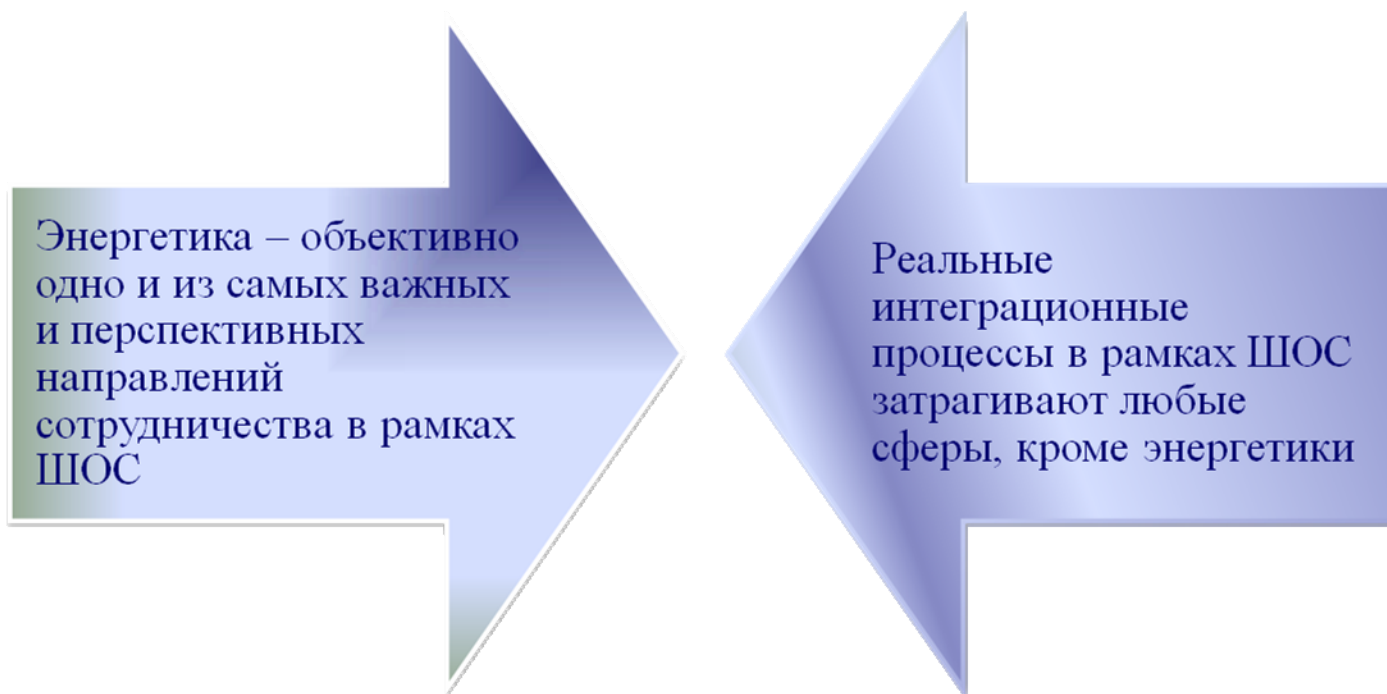 Энергетика – объективно
одно и из самых важных
и перспективных
направлений
сотрудничества в рамках
ШОС
Реальные
интеграционные
процессы в рамках ШОС
затрагивают любые
сферы, кроме энергетики